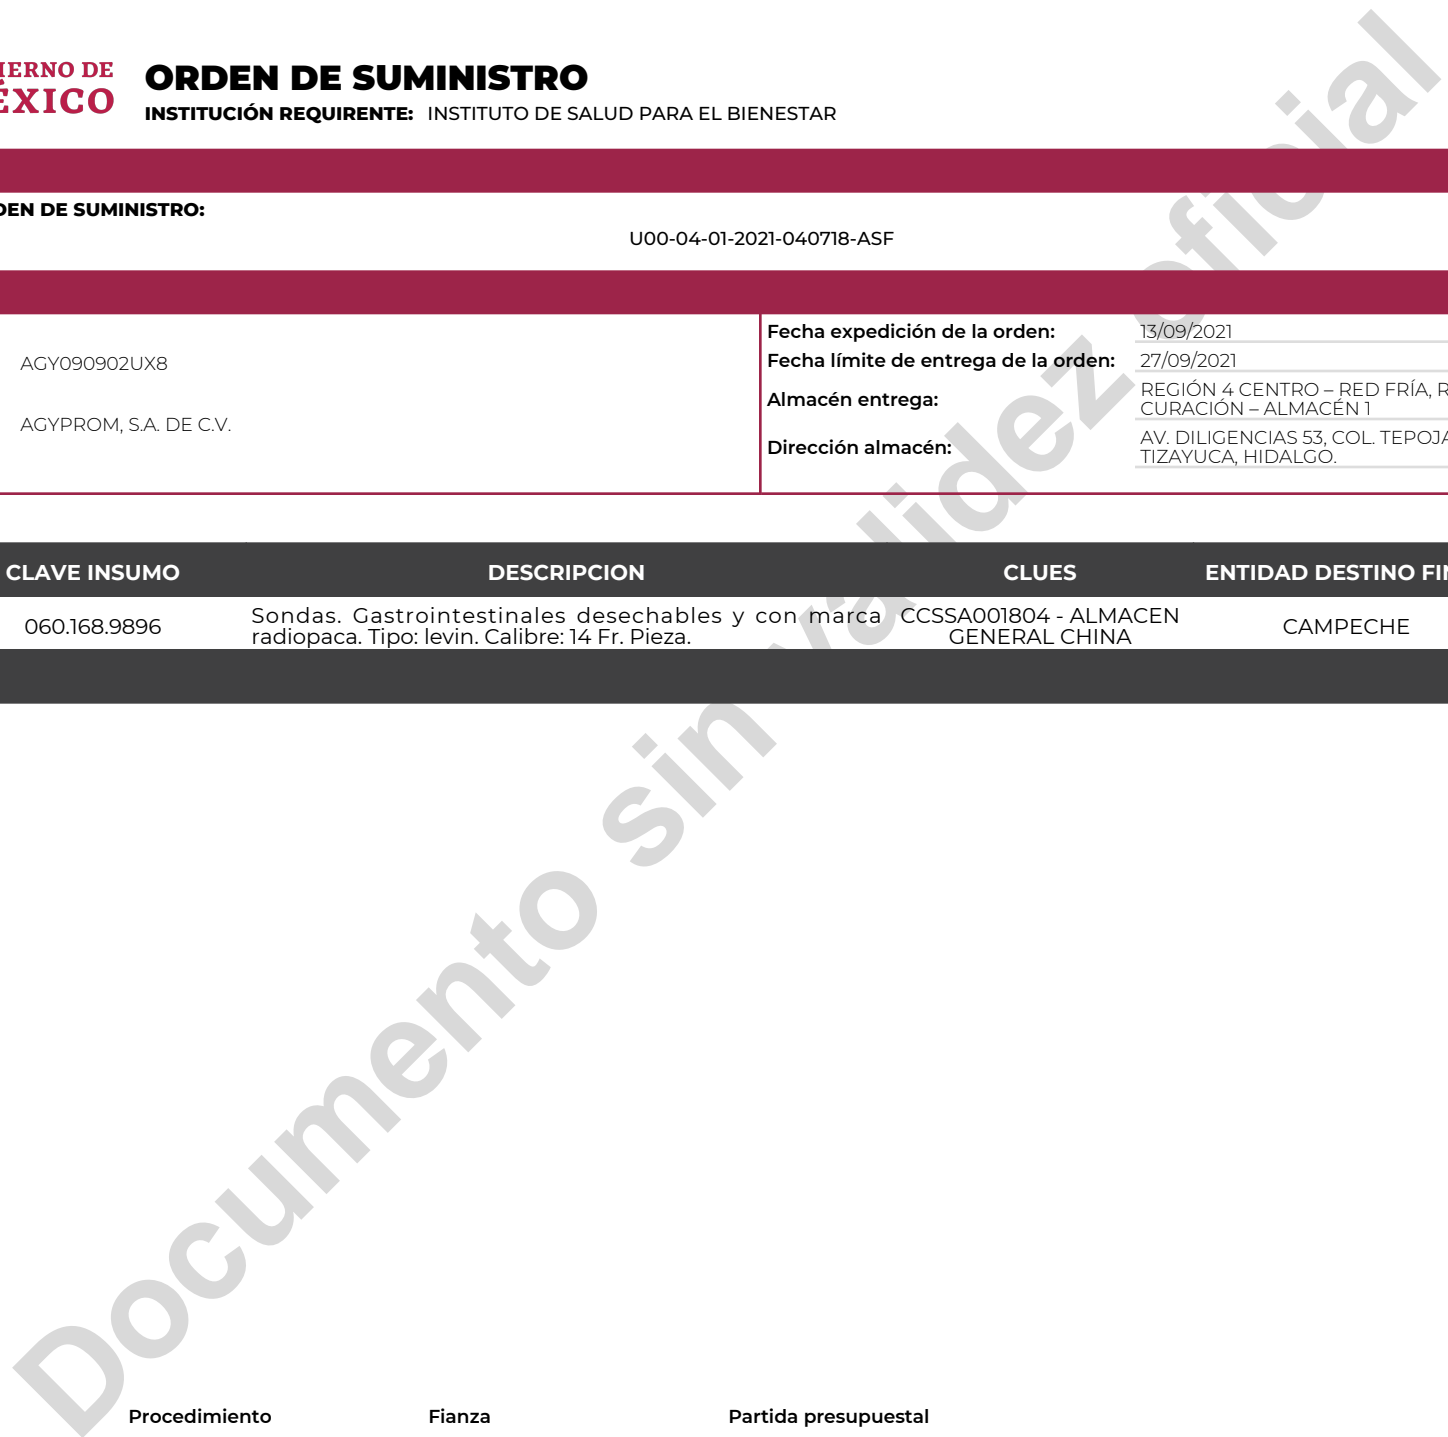 IERNO DE
ÉXICO
ORDEN DE SUMINISTRO
INSTITUCIÓN REQUIRENTE: INSTITUTO DE SALUD PARA EL BIENESTAR
DEN DE SUMINISTRO:
U00-04-01-2021-040718-ASF
AGY090902UX8
AGYPROM, S.A. DE C.V.
Fecha expedición de la orden: 13/09/2021
Fecha límite de entrega de la orden: 27/09/2021
Almacén entrega: REGIÓN 4 CENTRO – RED FRÍA, R
CURACIÓN – ALMACÉN 1
Dirección almacén: AV. DILIGENCIAS 53, COL. TEPOJA
TIZAYUCA, HIDALGO.
CLAVE INSUMO DESCRIPCION CLUES ENTIDAD DESTINO FIN
060.168.9896 Sondas. Gastrointestinales desechables y con marca CCSSA001804 - ALMACEN CAMPECHE
radiopaca. Tipo: levin. Calibre: 14 Fr. Pieza. GENERAL CHINA
Documento sin validez oficial
Procedimiento Fianza Partida presupuestal